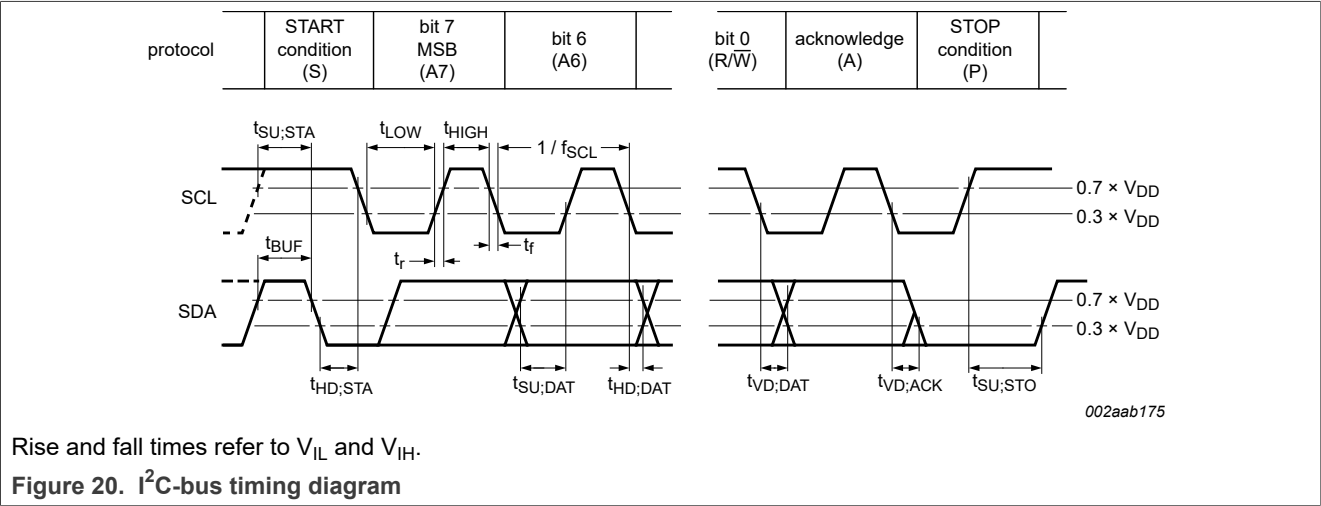 protocol
START
condition
(S)
bit 7
MSB
(A7)
bit 6
(A6)
bit 0
(R/W̅)
acknowledge
(A)
STOP
condition
(P)
tSU;STA
tLOW
tHIGH
1 / fSCL
SCL
0.7 × VDD
0.3 × VDD
tBUF
tr
tf
SDA
0.7 × VDD
0.3 × VDD
tHD;STA
tSU;DAT
tHD;DAT
tVD;DAT
tVD;ACK
tSU;STO
002aab175
Rise and fall times refer to VIL and VIH.
Figure 20. I²C-bus timing diagram